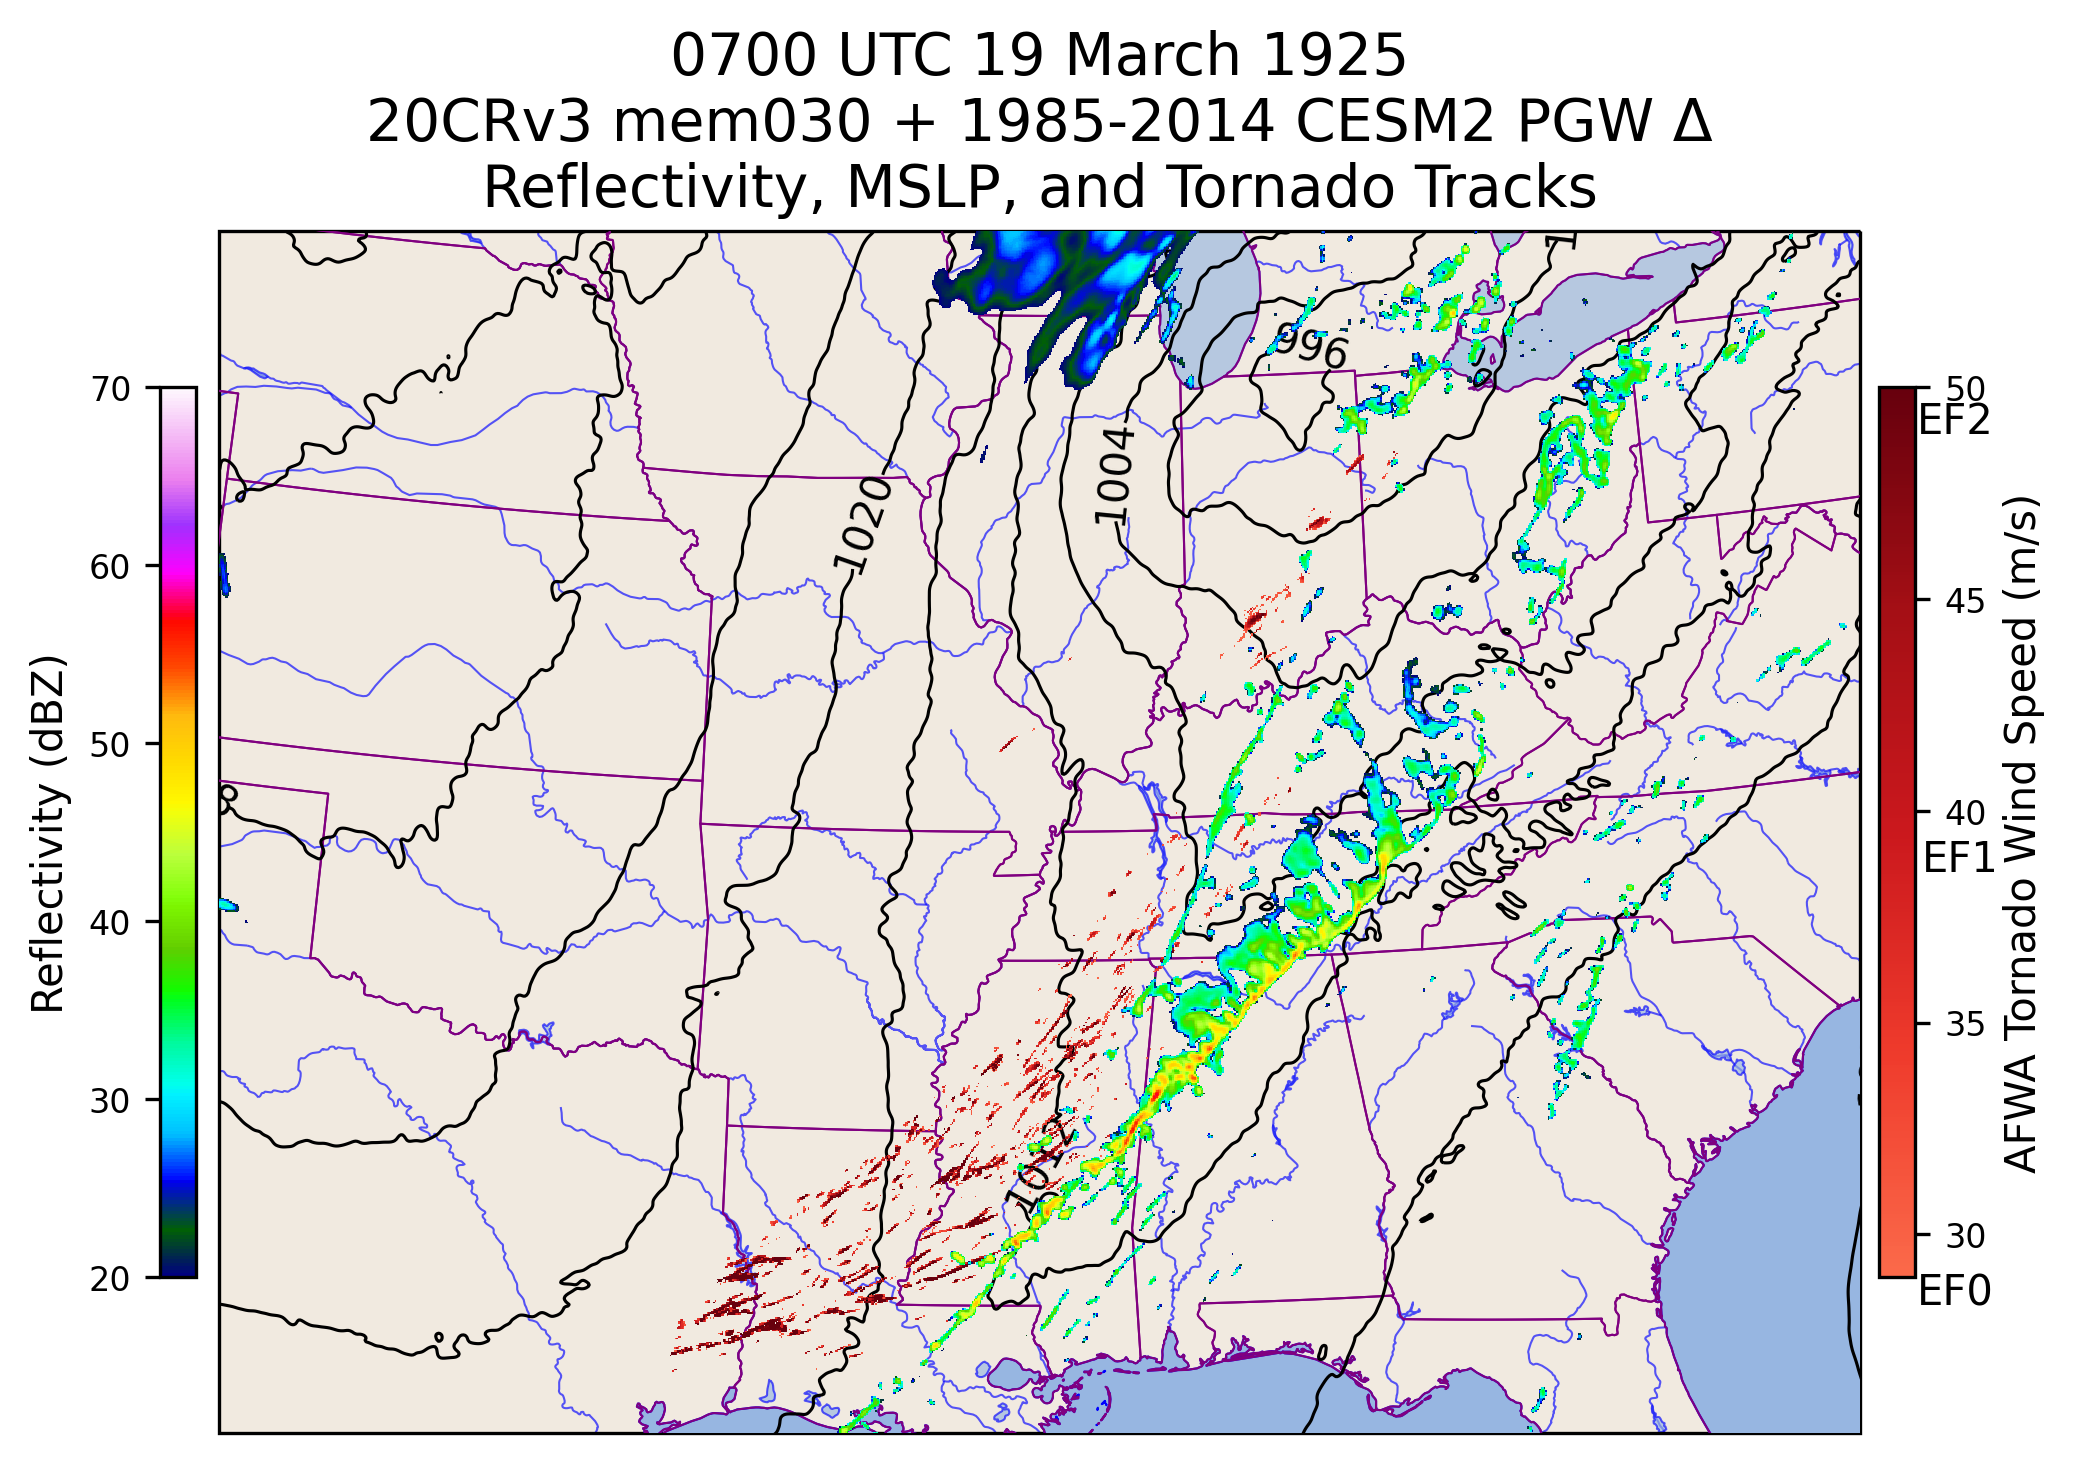 0700 UTC 19 March 1925
20CRv3 mem030 + 1985-2014 CESM2 PGW Δ
Reflectivity, MSLP, and Tornado Tracks
996
1004
1020
1012
70
60
50
40
30
20
Reflectivity (dBZ)
50
EF2
45
40
EF1
35
30
EF0
AFWA Tornado Wind Speed (m/s)